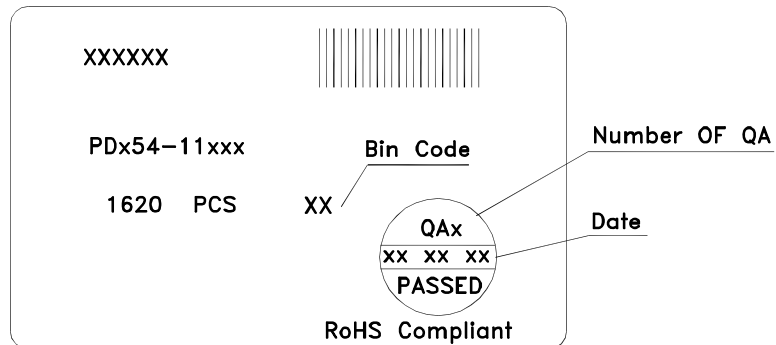 XXXXXX
PDx54-11xxx
Bin Code
Number OF QA
1620 PCS XX
QAx
Date
XX XX XX
PASSED
RoHS Compliant